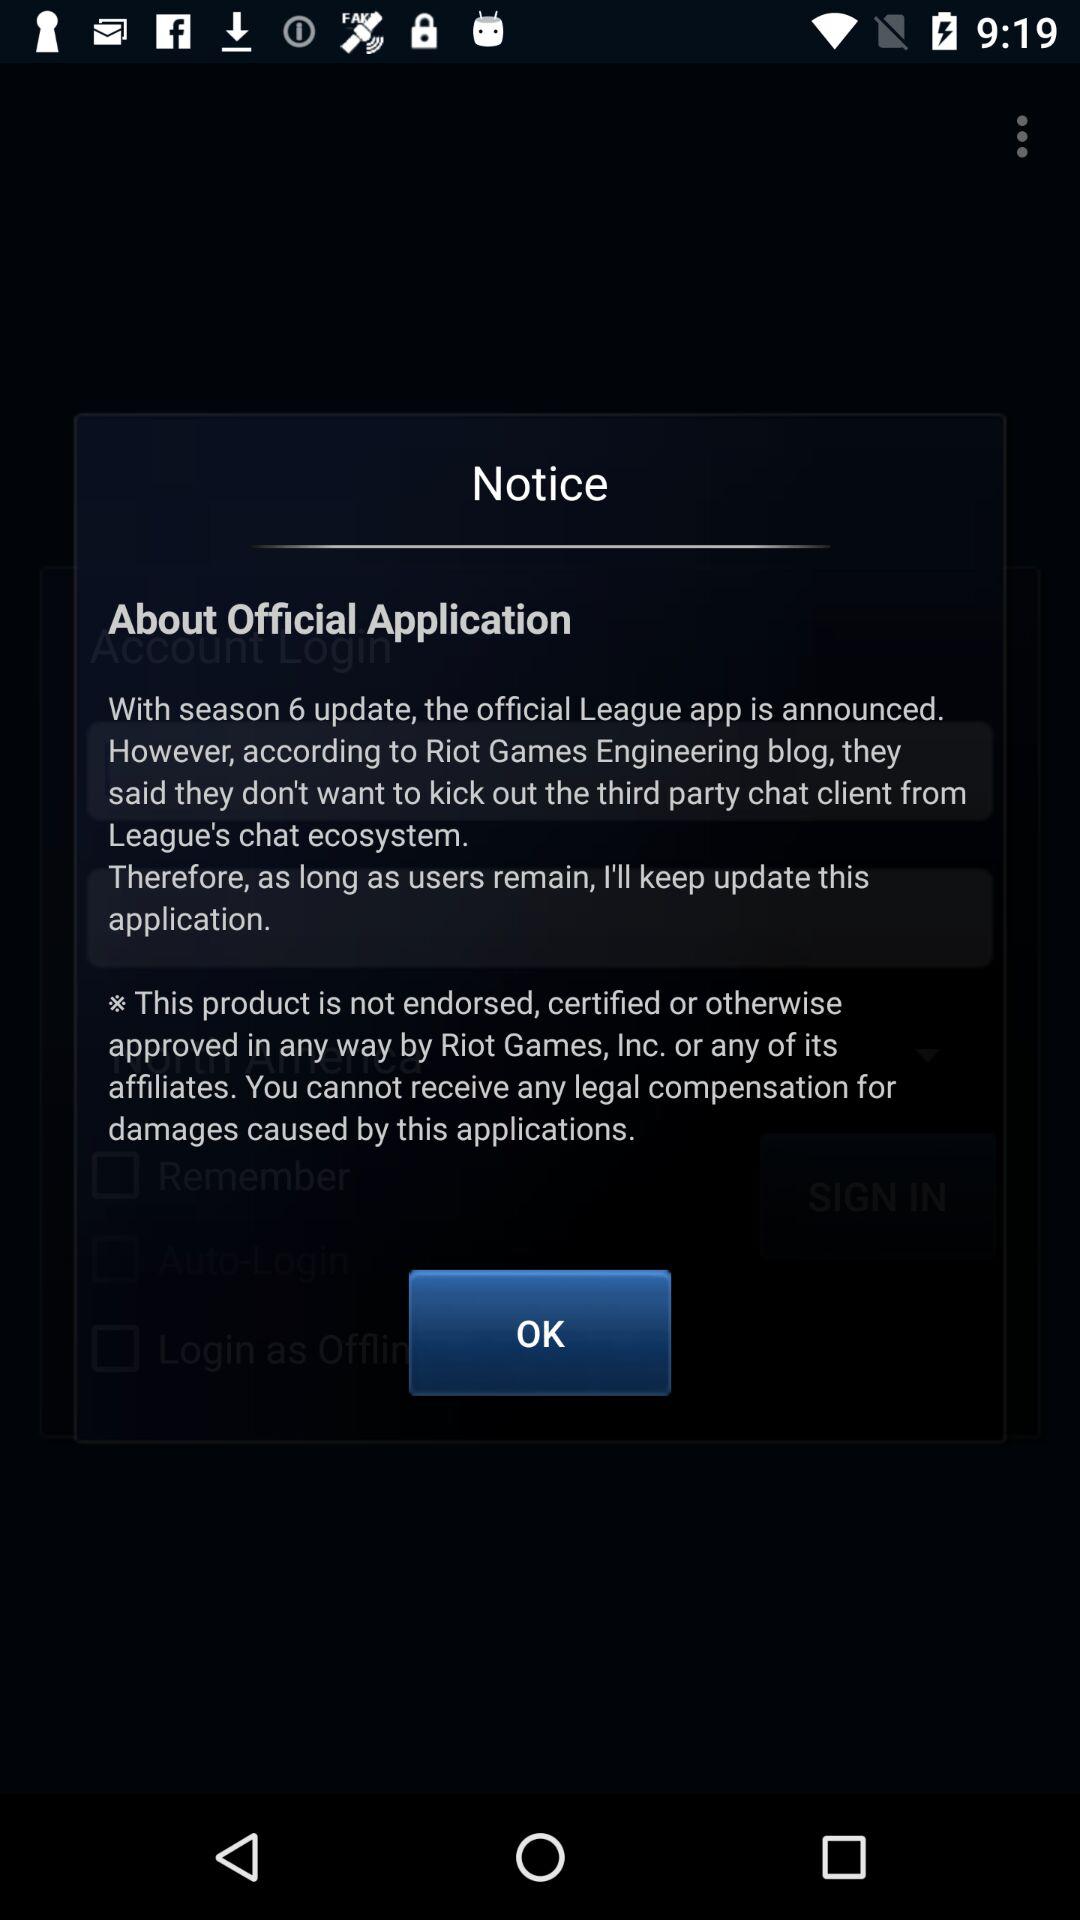 FAKE
9:19
Notice
About Official Application
Account Login
With season 6 update, the official League app is announced.
However, according to Riot Games Engineering blog, they
said they don't want to kick out the third party chat client from
League's chat ecosystem.
Therefore, as long as users remain, I'll keep update this
application.
※ This product is not endorsed, certified or otherwise
approved in any way by Riot Games, Inc. or any of its
North America
affiliates. You cannot receive any legal compensation for
damages caused by this applications.
Remember
SIGN IN
Auto-Login
Login as Offlin
OK